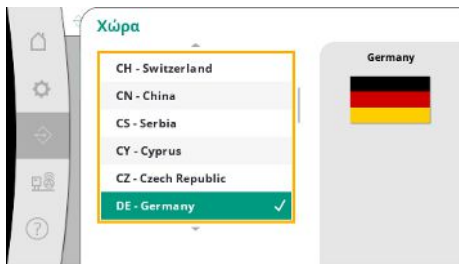 Χώρα
CH - Switzerland
CN - China
CS - Serbia
CY - Cyprus
CZ - Czech Republic
DE - Germany
Germany
?